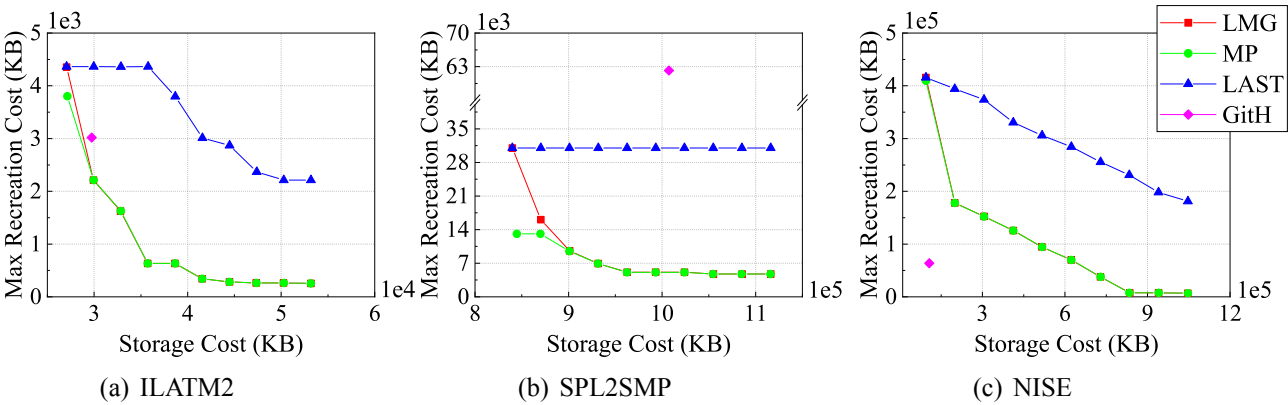 1e3
Max Recreation Cost (KB)
5
4
3
2
1
0
3 4 5 6
1e4
Storage Cost (KB)
(a) ILATM2
1e3
Max Recreation Cost (KB)
70
63
35
28
21
14
7
0
8 9 10 11
1e5
Storage Cost (KB)
(b) SPL2SMP
1e5
Max Recreation Cost (KB)
5
4
3
2
1
0
0 3 6 9 12
1e5
Storage Cost (KB)
(c) NISE
LMG
MP
LAST
GitH